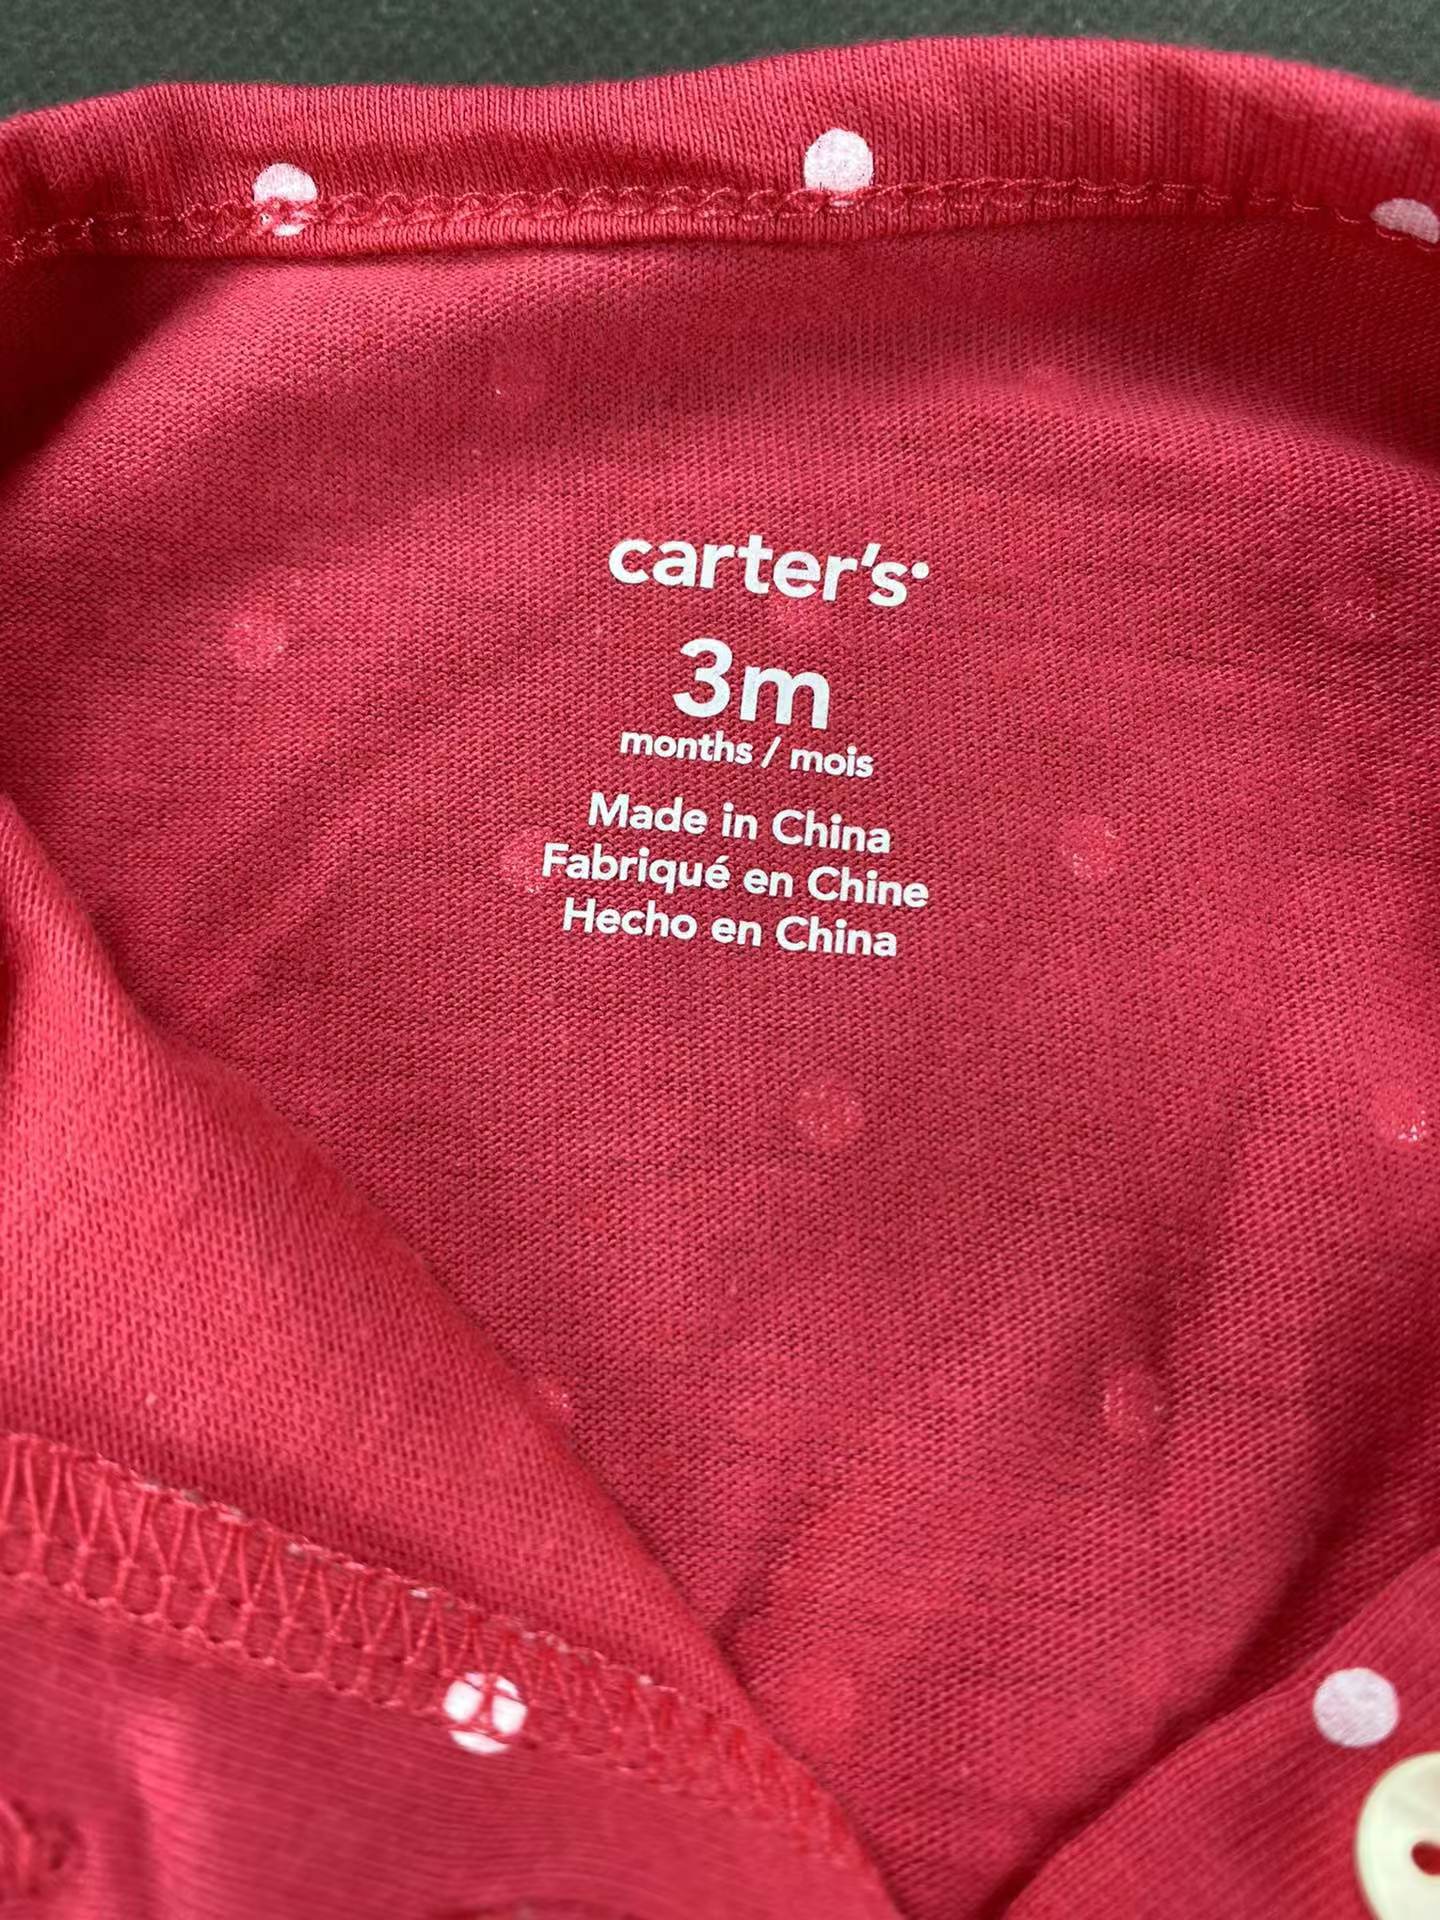 carter's
3m
months / mois
Made in China
Fabriqué en Chine
Hecho en China